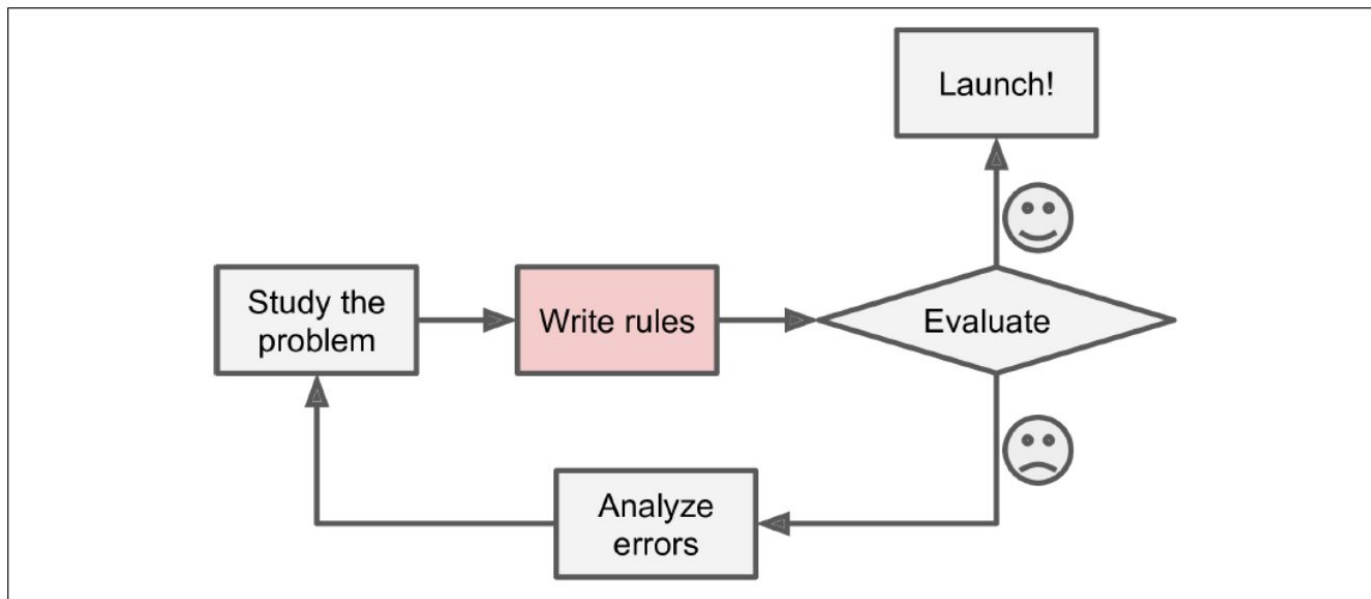 Launch!
Study the
problem
Write rules
Evaluate
Analyze
errors